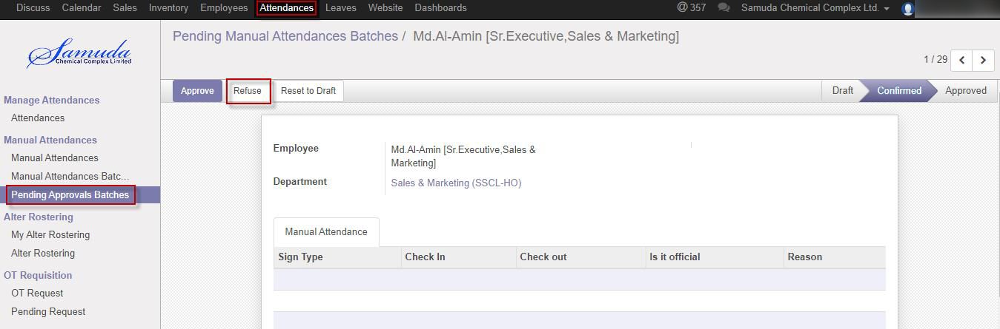 Discuss Calendar Sales Inventory Employees Attendances Leaves Website Dashboards @ 357 Samuda Chemical Complex Ltd.
Samuda
Chemical Complex Limited
Pending Manual Attendances Batches / Md.Al-Amin [Sr.Executive,Sales & Marketing]
1 / 29
Approve Refuse Reset to Draft Draft Confirmed Approved
Manage Attendances
Attendances
Manual Attendances
Manual Attendances
Manual Attendances Batc...
Pending Approvals Batches
Alter Rostering
My Alter Rostering
Alter Rostering
OT Requisition
OT Request
Pending Request
Employee Md.Al-Amin [Sr.Executive,Sales &
Marketing]
Department Sales & Marketing (SSCL-HO)
Manual Attendance
Sign Type Check In Check out Is it official Reason